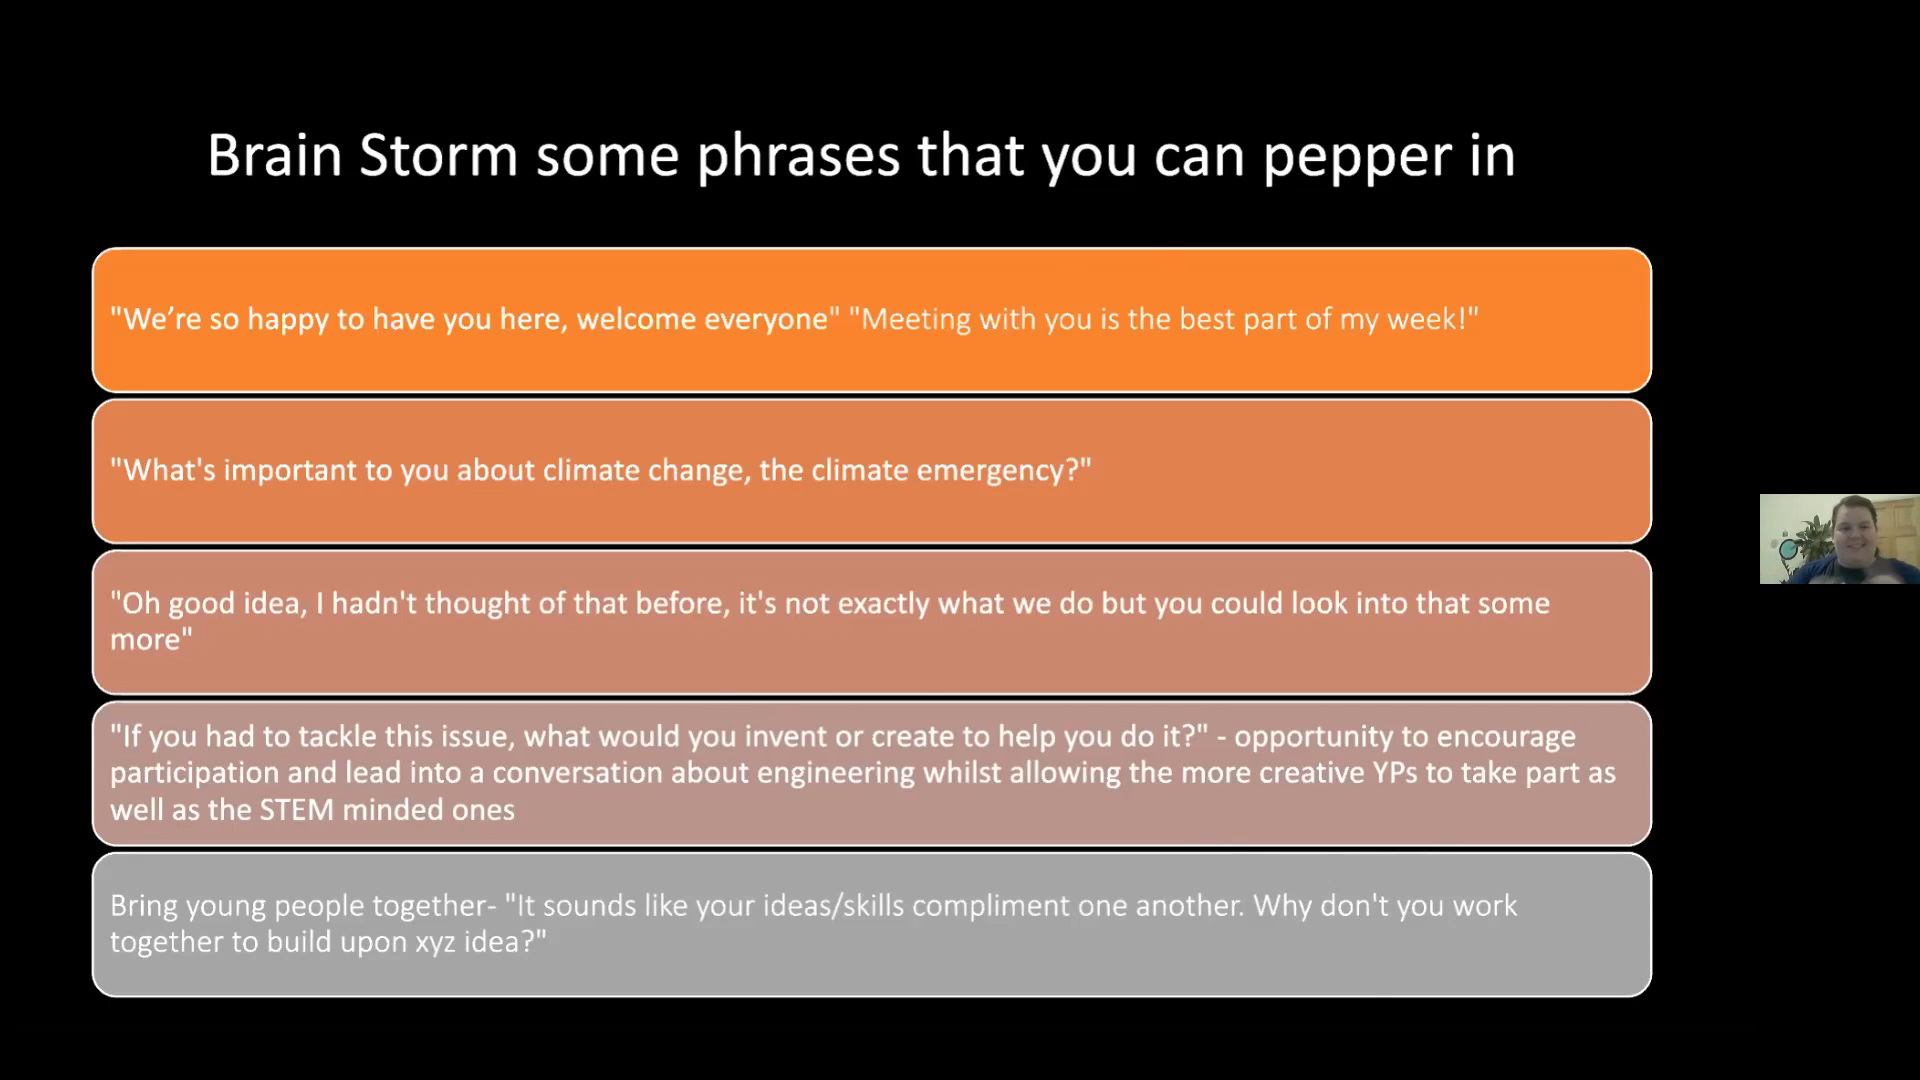 Brain Storm some phrases that you can pepper in
"We’re so happy to have you here, welcome everyone" "Meeting with you is the best part of my week!"
"What's important to you about climate change, the climate emergency?"
"Oh good idea, I hadn't thought of that before, it's not exactly what we do but you could look into that some
more"
"If you had to tackle this issue, what would you invent or create to help you do it?" - opportunity to encourage
participation and lead into a conversation about engineering whilst allowing the more creative YPs to take part as
well as the STEM minded ones
Bring young people together- "It sounds like your ideas/skills compliment one another. Why don't you work
together to build upon xyz idea?"